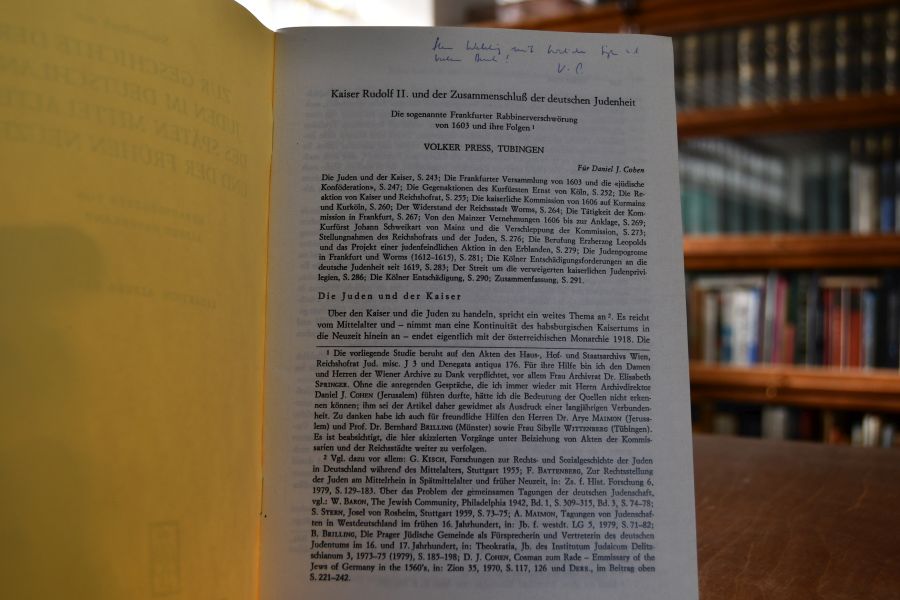 V. P.
Kaiser Rudolf II. und der Zusammenschluß der deutschen Judenheit
Die sogenannte Frankfurter Rabbinerverschwörung
von 1603 und ihre Folgen ¹
VOLKER PRESS, TÜBINGEN
Für Daniel J. Cohen
Die Juden und der Kaiser, S. 243; Die Frankfurter Versammlung von 1603 und die «jüdische
Konföderation», S. 247; Die Gegenaktionen des Kurfürsten Ernst von Köln, S. 252; Die Re-
aktion von Kaiser und Reichshofrat, S. 255; Die kaiserliche Kommission von 1606 auf Kurmainz
und Kurköln, S. 260; Der Widerstand der Reichsstadt Worms, S. 264; Die Tätigkeit der Kom-
mission in Frankfurt, S. 267; Von den Mainzer Vernehmungen 1606 bis zur Anklage, S. 269;
Kurfürst Johann Schweikart von Mainz und die Verschleppung der Kommission, S. 273;
Stellungnahmen des Reichshofrats und der Juden, S. 276; Die Berufung Erzherzog Leopolds
und das Projekt einer judenfeindlichen Aktion in den Erblanden, S. 279; Die Judenpogrome
in Frankfurt und Worms (1612–1615), S. 281; Die Kölner Entschädigungsforderungen an die
deutsche Judenheit seit 1619, S. 283; Der Streit um die verweigerten kaiserlichen Judenprivi-
legien, S. 286; Die Kölner Entschädigung, S. 290; Zusammenfassung, S. 291.
Die Juden und der Kaiser
Über den Kaiser und die Juden zu handeln, spricht ein weites Thema an ². Es reicht
vom Mittelalter und – nimmt man eine Kontinuität des habsburgischen Kaisertums in
die Neuzeit hinein an – endet eigentlich mit der österreichischen Monarchie 1918. Die
¹ Die vorliegende Studie beruht auf den Akten des Haus-, Hof- und Staatsarchivs Wien,
Reichshofrat Jud. misc. J 3 und Denegata antiqua 176. Für ihre Hilfe bin ich den Damen
und Herren der Wiener Archive zu Dank verpflichtet, vor allem Frau Archivrat Dr. Elisabeth
SPRINGER. Ohne die anregenden Gespräche, die ich immer wieder mit Herrn Archivdirektor
Daniel J. COHEN (Jerusalem) führen durfte, hätte ich die Bedeutung der Quellen nicht erken-
nen können; ihm sei der Artikel daher gewidmet als Ausdruck einer langjährigen Verbunden-
heit. Zu danken habe ich auch für freundliche Hilfen den Herren Dr. Arye MAIMON (Jerusa-
lem) und Prof. Dr. Bernhard BRILLING (Münster) sowie Frau Sibylle WITTENBERG (Tübingen).
Es ist beabsichtigt, die hier skizzierten Vorgänge unter Beiziehung von Akten der Kommis-
sarien und der Reichsstädte weiter zu verfolgen.
² Vgl. dazu vor allem: G. KISCH, Forschungen zur Rechts- und Sozialgeschichte der Juden
in Deutschland während des Mittelalters, Stuttgart 1955; F. BATTENBERG, Zur Rechtsstellung
der Juden am Mittelrhein in Spätmittelalter und früher Neuzeit, in: Zs. f. Hist. Forschung 6,
1979, S. 129–183. Über das Problem der gemeinsamen Tagungen der deutschen Judenschaft,
vgl.: W. BARON, The Jewish Community, Philadelphia 1942, Bd. 1, S. 309–315, Bd. 3, S. 74–78;
S. STERN, Josel von Rosheim, Stuttgart 1959, S. 73–75; A. MAIMON, Tagungen von Judenschaf-
ten in Westdeutschland im frühen 16. Jahrhundert, in: Jb. f. westdt. LG 5, 1979, S. 71–82;
B. BRILLING, Die Prager Jüdische Gemeinde als Fürsprecherin und Vertreterin des deutschen
Judentums im 16. und 17. Jahrhundert, in: Theokratia, Jb. des Institutum Judaicum Delitz-
schianum 3, 1973–75 (1979), S. 185–198; D. J. COHEN, Cosman zum Rade – Emmissary of the
Jews of Germany in the 1560's, in: Zion 35, 1970, S. 117, 126 und DERS., im Beitrag oben
S. 221–242.